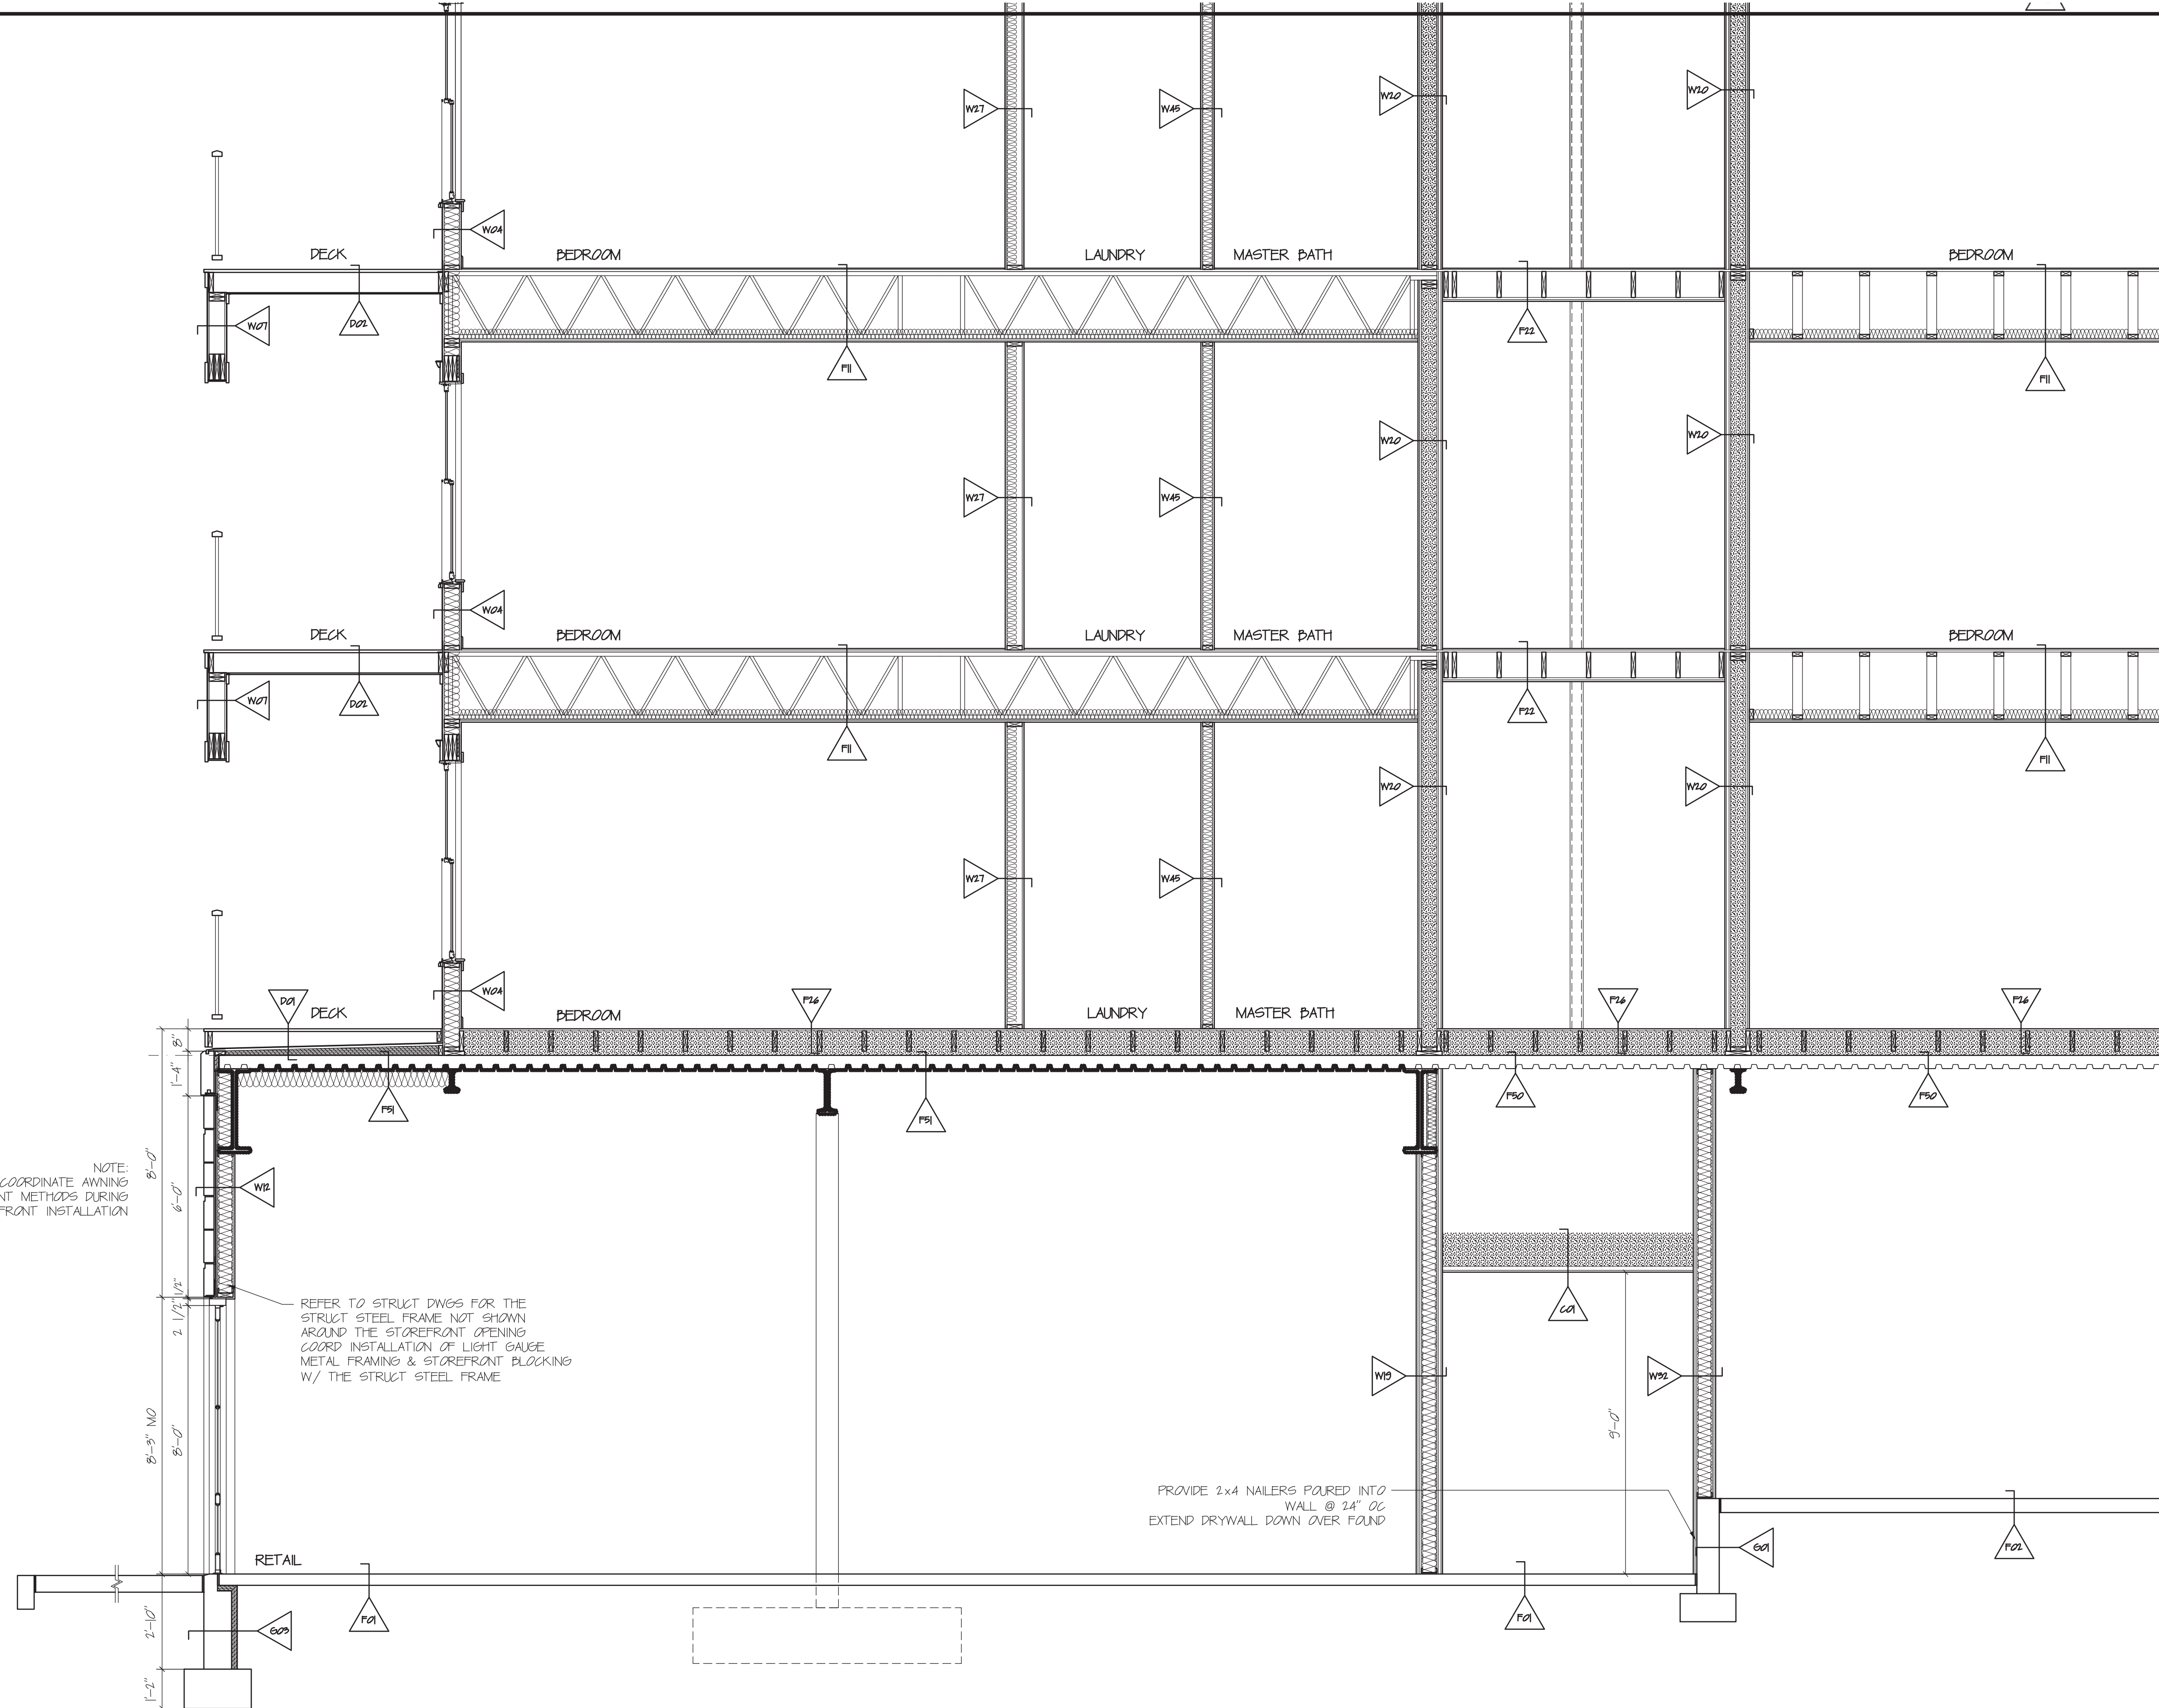 W27
W45
W20
W20
W04
DECK
BEDROOM
LAUNDRY
MASTER BATH
BEDROOM
W07
D02
F11
F22
F11
W20
W20
W27
W45
W04
DECK
BEDROOM
LAUNDRY
MASTER BATH
BEDROOM
W07
D02
F11
F22
F11
W20
W20
W27
W45
W04
D01
DECK
BEDROOM
F26
LAUNDRY
MASTER BATH
F26
F26
8"
1'-4"
F51
F51
F50
F50
8'-0"
6'-0"
W12
NOTE:
COORDINATE AWNING
METHODS DURING
FRONT INSTALLATION
1/2"
2 1/2"
REFER TO STRUCT DWGS FOR THE
STRUCT STEEL FRAME NOT SHOWN
AROUND THE STOREFRONT OPENING
COORD INSTALLATION OF LIGHT GAUGE
METAL FRAMING & STOREFRONT BLOCKING
W/ THE STRUCT STEEL FRAME
C01
W19
W32
8'-3" MO
8'-0"
9'-0"
PROVIDE 2x4 NAILERS POURED INTO
WALL @ 24" OC
EXTEND DRYWALL DOWN OVER FOUND
G01
F02
RETAIL
F01
F01
2'-10"
G03
1'-2"